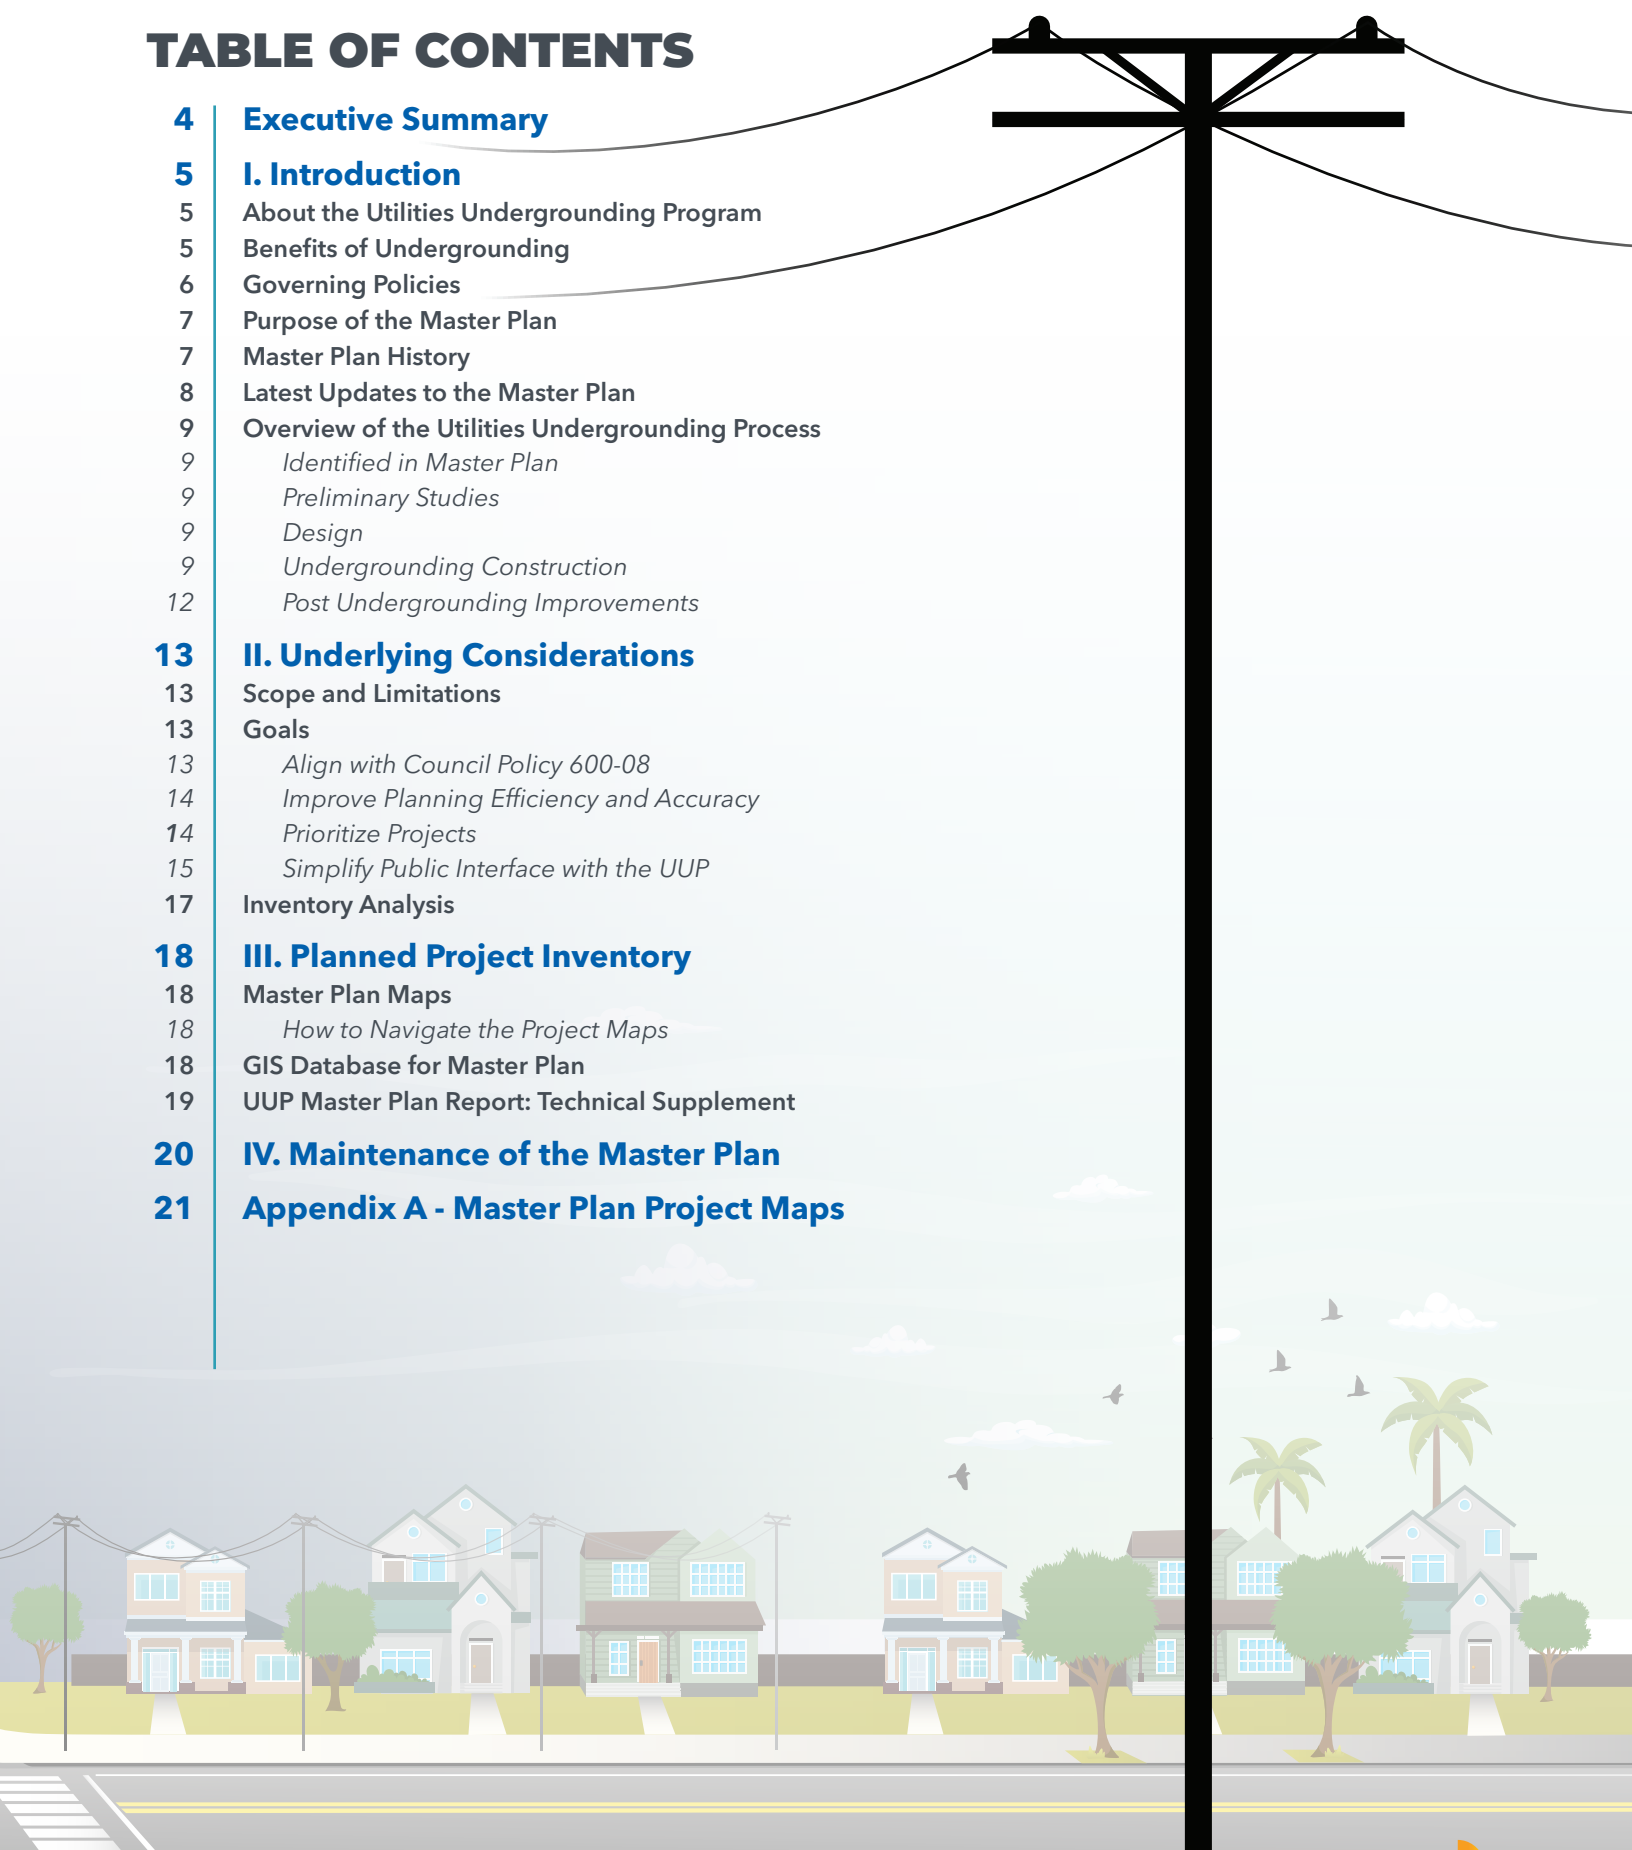 TABLE OF CONTENTS
4 Executive Summary
5 I. Introduction
5 About the Utilities Undergrounding Program
5 Benefits of Undergrounding
6 Governing Policies
7 Purpose of the Master Plan
7 Master Plan History
8 Latest Updates to the Master Plan
9 Overview of the Utilities Undergrounding Process
9 Identified in Master Plan
9 Preliminary Studies
9 Design
9 Undergrounding Construction
12 Post Undergrounding Improvements
13 II. Underlying Considerations
13 Scope and Limitations
13 Goals
13 Align with Council Policy 600-08
14 Improve Planning Efficiency and Accuracy
14 Prioritize Projects
15 Simplify Public Interface with the UUP
17 Inventory Analysis
18 III. Planned Project Inventory
18 Master Plan Maps
18 How to Navigate the Project Maps
18 GIS Database for Master Plan
19 UUP Master Plan Report: Technical Supplement
20 IV. Maintenance of the Master Plan
21 Appendix A - Master Plan Project Maps